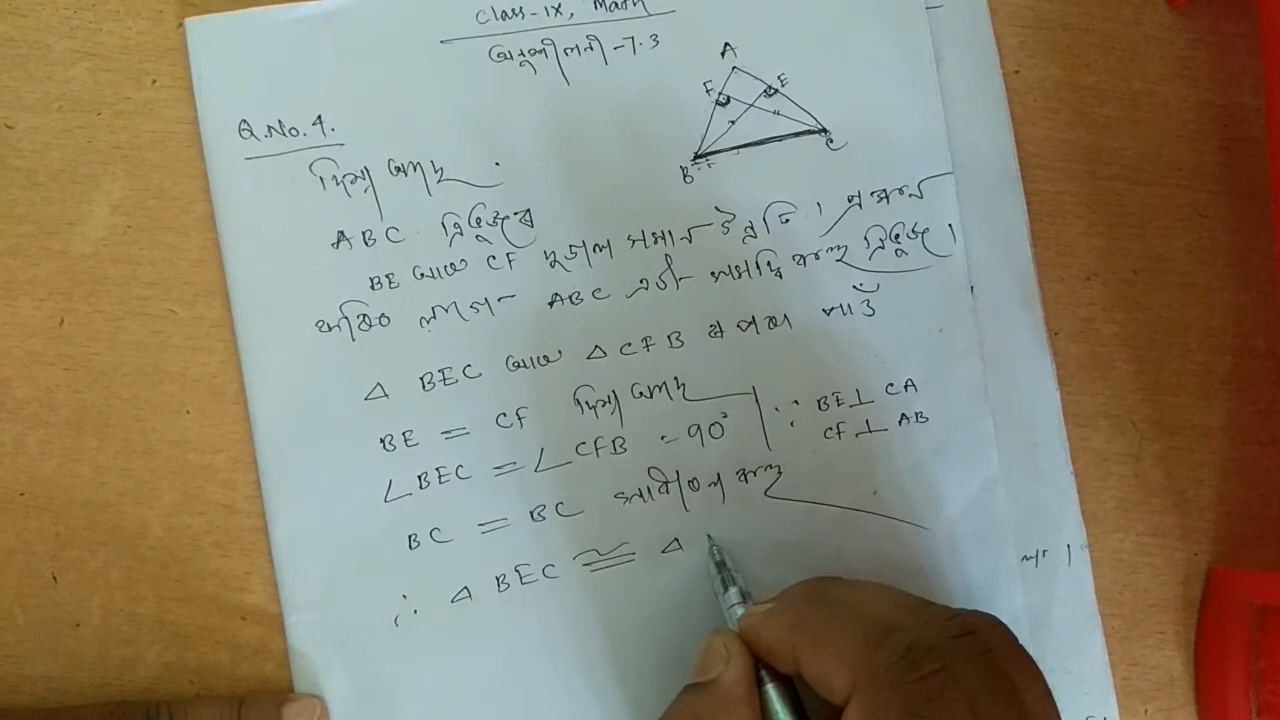 Class-IX, Math
অনুশীলনী-7.3
Q.No.4.
A
F
E
B
C
দিয়া আছে
ABC ত্ৰিভূজৰ
BE আৰু CF দুডাল সমান উন্নতি।
ABC এটা সমদ্বি বাহু ত্ৰিভূজ।
Δ BEC আৰু Δ CFB ৰ পৰা পাওঁ
BE = CF দিয়া আছে
∠BEC = ∠CFB = 90° ∵ BE⊥CA
CF⊥AB
BC = BC সাধাৰণ বাহু
∴ Δ BEC ≅ Δ